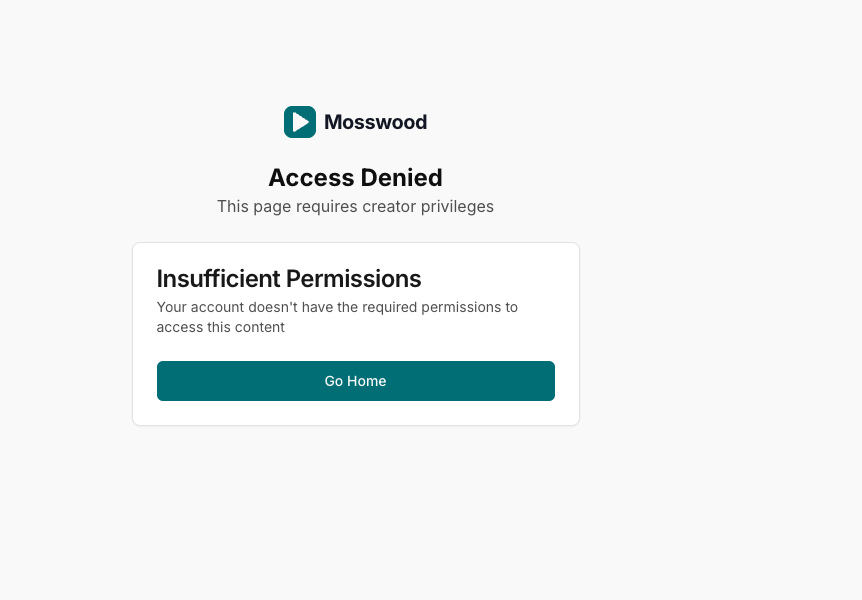 Mosswood
Access Denied
This page requires creator privileges
Insufficient Permissions
Your account doesn't have the required permissions to
access this content
Go Home